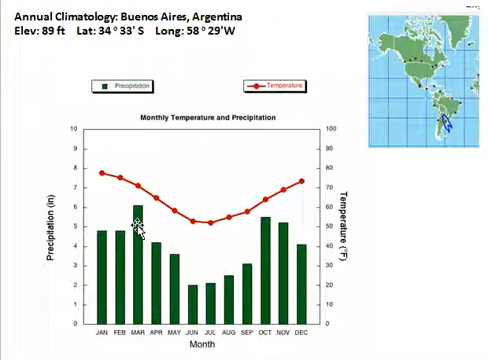 Annual Climatology: Buenos Aires, Argentina
Elev: 89 ft Lat: 34 ° 33' S Long: 58 ° 29'W
Precipitation
Temperature
Monthly Temperature and Precipitation
10
9
8
7
6
5
4
3
2
1
0
Precipitation (in)
100
90
80
70
60
50
40
30
20
10
0
Temperature (°F)
JAN FEB MAR APR MAY JUN JUL AUG SEP OCT NOV DEC
Month